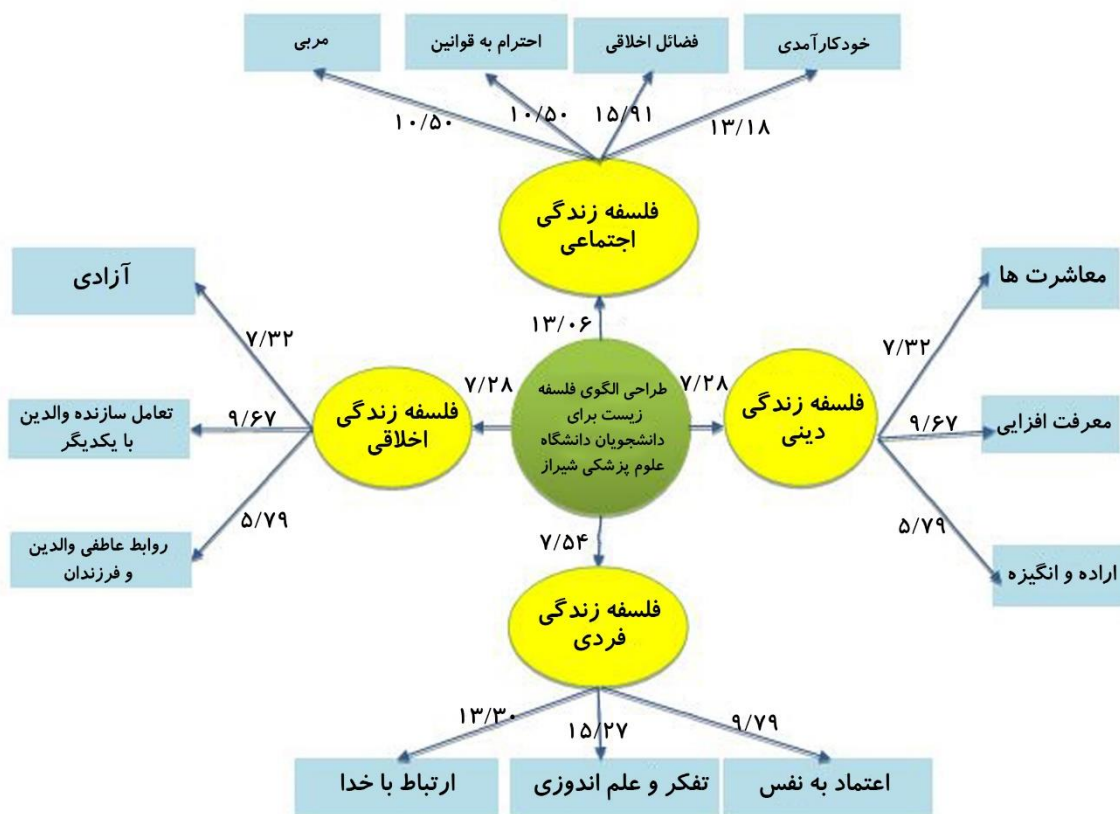 مربی
احترام به قوانین
فضائل اخلاقی
خودکارآمدی
۱۰/۵۰
۱۰/۵۰
۱۵/۹۱
۱۳/۱۸
فلسفه زندگی
اجتماعی
۱۳/۰۶
آزادی
۷/۳۲
تعامل سازنده والدین
با یکدیگر
۹/۶۷
روابط عاطفی والدین
و فرزندان
۵/۷۹
فلسفه زندگی
اخلاقی
۷/۲۸
طراحی الگوی فلسفه
زیست برای
دانشجویان دانشگاه
علوم پزشکی شیراز
۷/۲۸
فلسفه زندگی
دینی
معاشرت ها
۷/۳۲
معرفت افزایی
۹/۶۷
اراده و انگیزه
۵/۷۹
۷/۵۴
فلسفه زندگی
فردی
۱۳/۳۰
۱۵/۲۷
۹/۷۹
ارتباط با خدا
تفکر و علم اندوزی
اعتماد به نفس